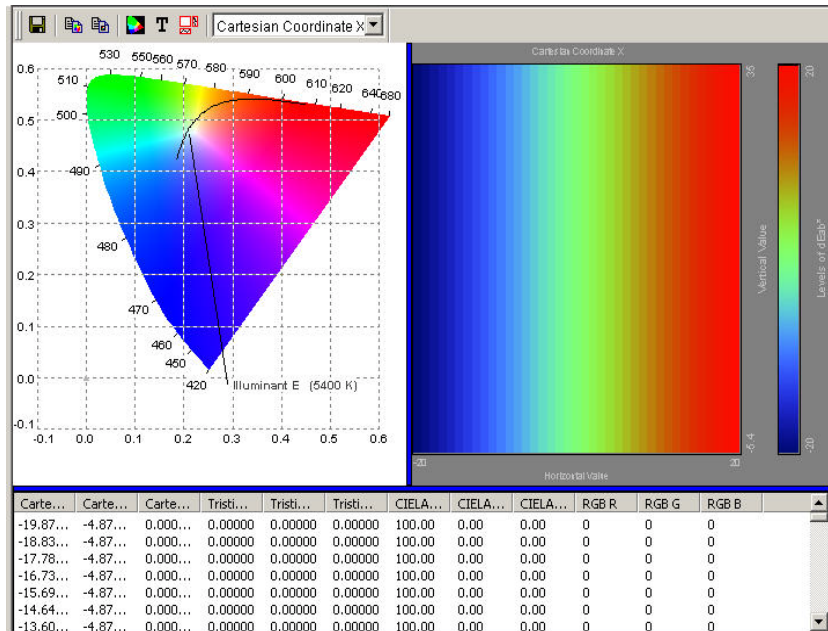 T Cartesian Coordinate X
Cartesian Coordinate X
530 550 560 570 580 590 600 610 620 640 680
510
500
490
480
470
460
450
420
0.6
0.5
0.4
0.3
0.2
0.1
0.0
-0.1
-0.1 0.0 0.1 0.2 0.3 0.4 0.5 0.6
Illuminant E (5400 K)
35
Vertical Value
-5.4
-20 20
Horizontal Value
20
Levels of dEab*
-20
Carte... Carte... Carte... Tristi... Tristi... Tristi... CIELA... CIELA... CIELA... RGB R RGB G RGB B
-19.87... -4.87... 0.000... 0.00000 0.00000 0.00000 100.00 0.00 0.00 0 0 0
-18.83... -4.87... 0.000... 0.00000 0.00000 0.00000 100.00 0.00 0.00 0 0 0
-17.78... -4.87... 0.000... 0.00000 0.00000 0.00000 100.00 0.00 0.00 0 0 0
-16.73... -4.87... 0.000... 0.00000 0.00000 0.00000 100.00 0.00 0.00 0 0 0
-15.69... -4.87... 0.000... 0.00000 0.00000 0.00000 100.00 0.00 0.00 0 0 0
-14.64... -4.87... 0.000... 0.00000 0.00000 0.00000 100.00 0.00 0.00 0 0 0
-13.60... -4.87... 0.000... 0.00000 0.00000 0.00000 100.00 0.00 0.00 0 0 0